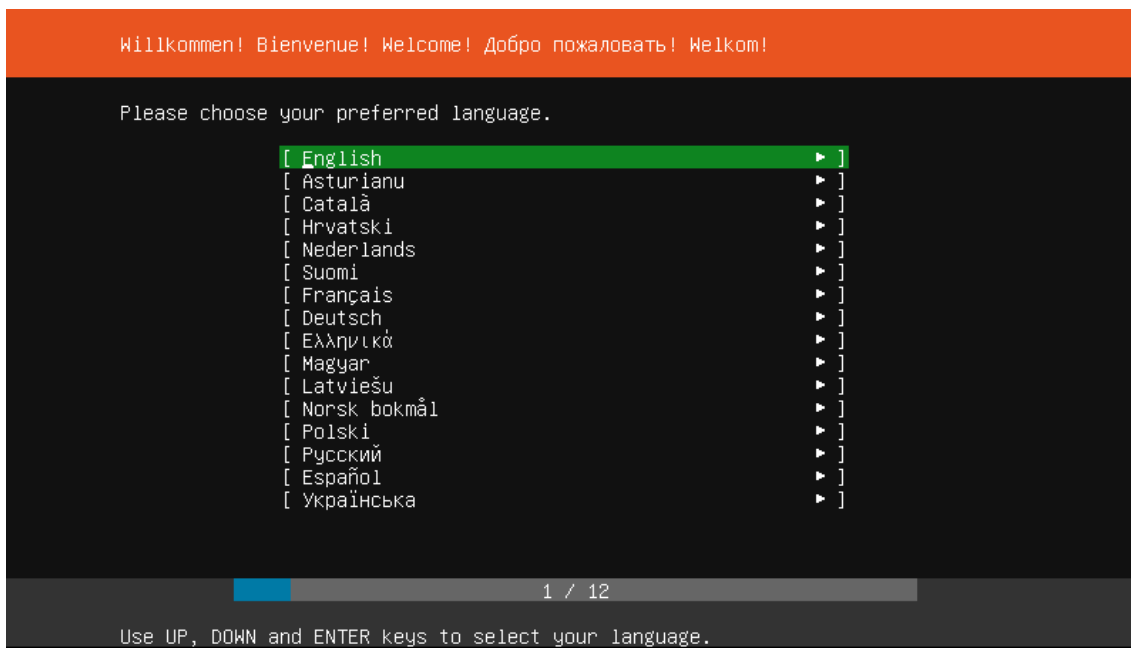 Willkommen! Bienvenue! Welcome! Добро пожаловать! Welkom!
Please choose your preferred language.
[ English ► ]
[ Asturianu ► ]
[ Català ► ]
[ Hrvatski ► ]
[ Nederlands ► ]
[ Suomi ► ]
[ Français ► ]
[ Deutsch ► ]
[ Ελληνικά ► ]
[ Magyar ► ]
[ Latviešu ► ]
[ Norsk bokmål ► ]
[ Polski ► ]
[ Русский ► ]
[ Español ► ]
[ Українська ► ]
1 / 12
Use UP, DOWN and ENTER keys to select your language.